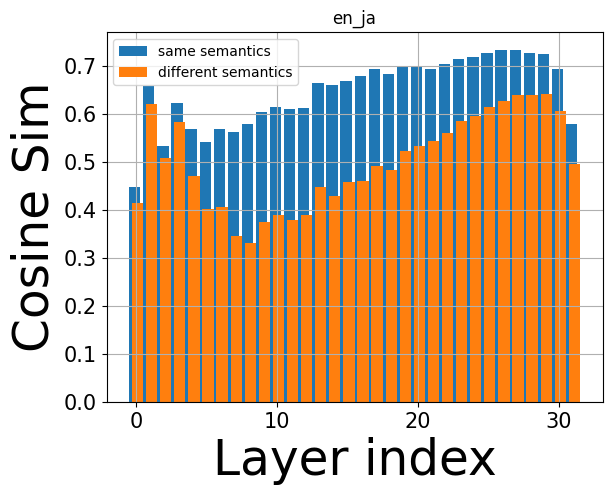 en_ja
same semantics
different semantics
Cosine Sim
0.7
0.6
0.5
0.4
0.3
0.2
0.1
0.0
0 10 20 30
Layer index